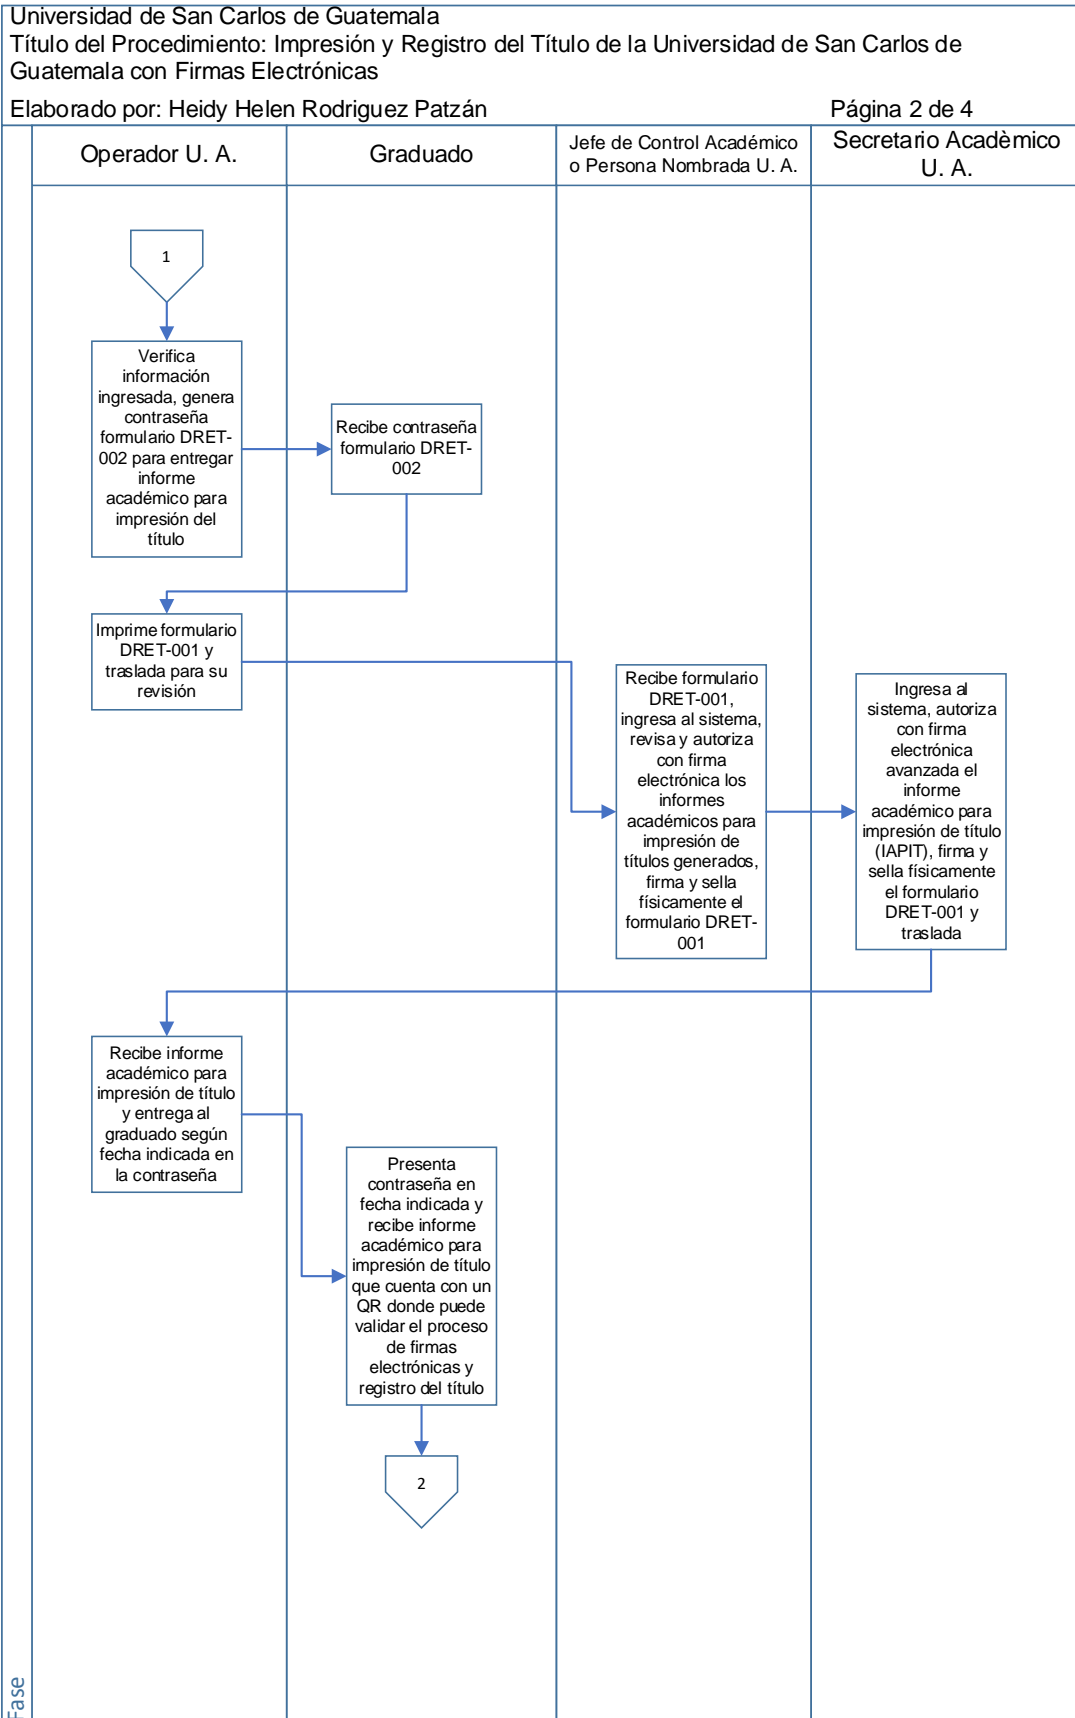 Universidad de San Carlos de Guatemala
Título del Procedimiento: Impresión y Registro del Título de la Universidad de San Carlos de
Guatemala con Firmas Electrónicas
Elaborado por: Heidy Helen Rodriguez Patzán
Página 2 de 4
Operador U. A.
Graduado
Jefe de Control Académico
o Persona Nombrada U. A.
Secretario Acadèmico
U. A.
1
Verifica
información
ingresada, genera
contraseña
formulario DRET-
002 para entregar
informe
académico para
impresión del
título
Recibe contraseña
formulario DRET-
002
Imprime formulario
DRET-001 y
traslada para su
revisión
Recibe formulario
DRET-001,
ingresa al sistema,
revisa y autoriza
con firma
electrónica los
informes
académicos para
impresión de
títulos generados,
firma y sella
físicamente el
formulario DRET-
001
Ingresa al
sistema, autoriza
con firma
electrónica
avanzada el
informe
académico para
impresión de título
(IAPIT), firma y
sella físicamente
el formulario
DRET-001 y
traslada
Recibe informe
académico para
impresión de título
y entrega al
graduado según
fecha indicada en
la contraseña
Presenta
contraseña en
fecha indicada y
recibe informe
académico para
impresión de título
que cuenta con un
QR donde puede
validar el proceso
de firmas
electrónicas y
registro del título
2
Fase